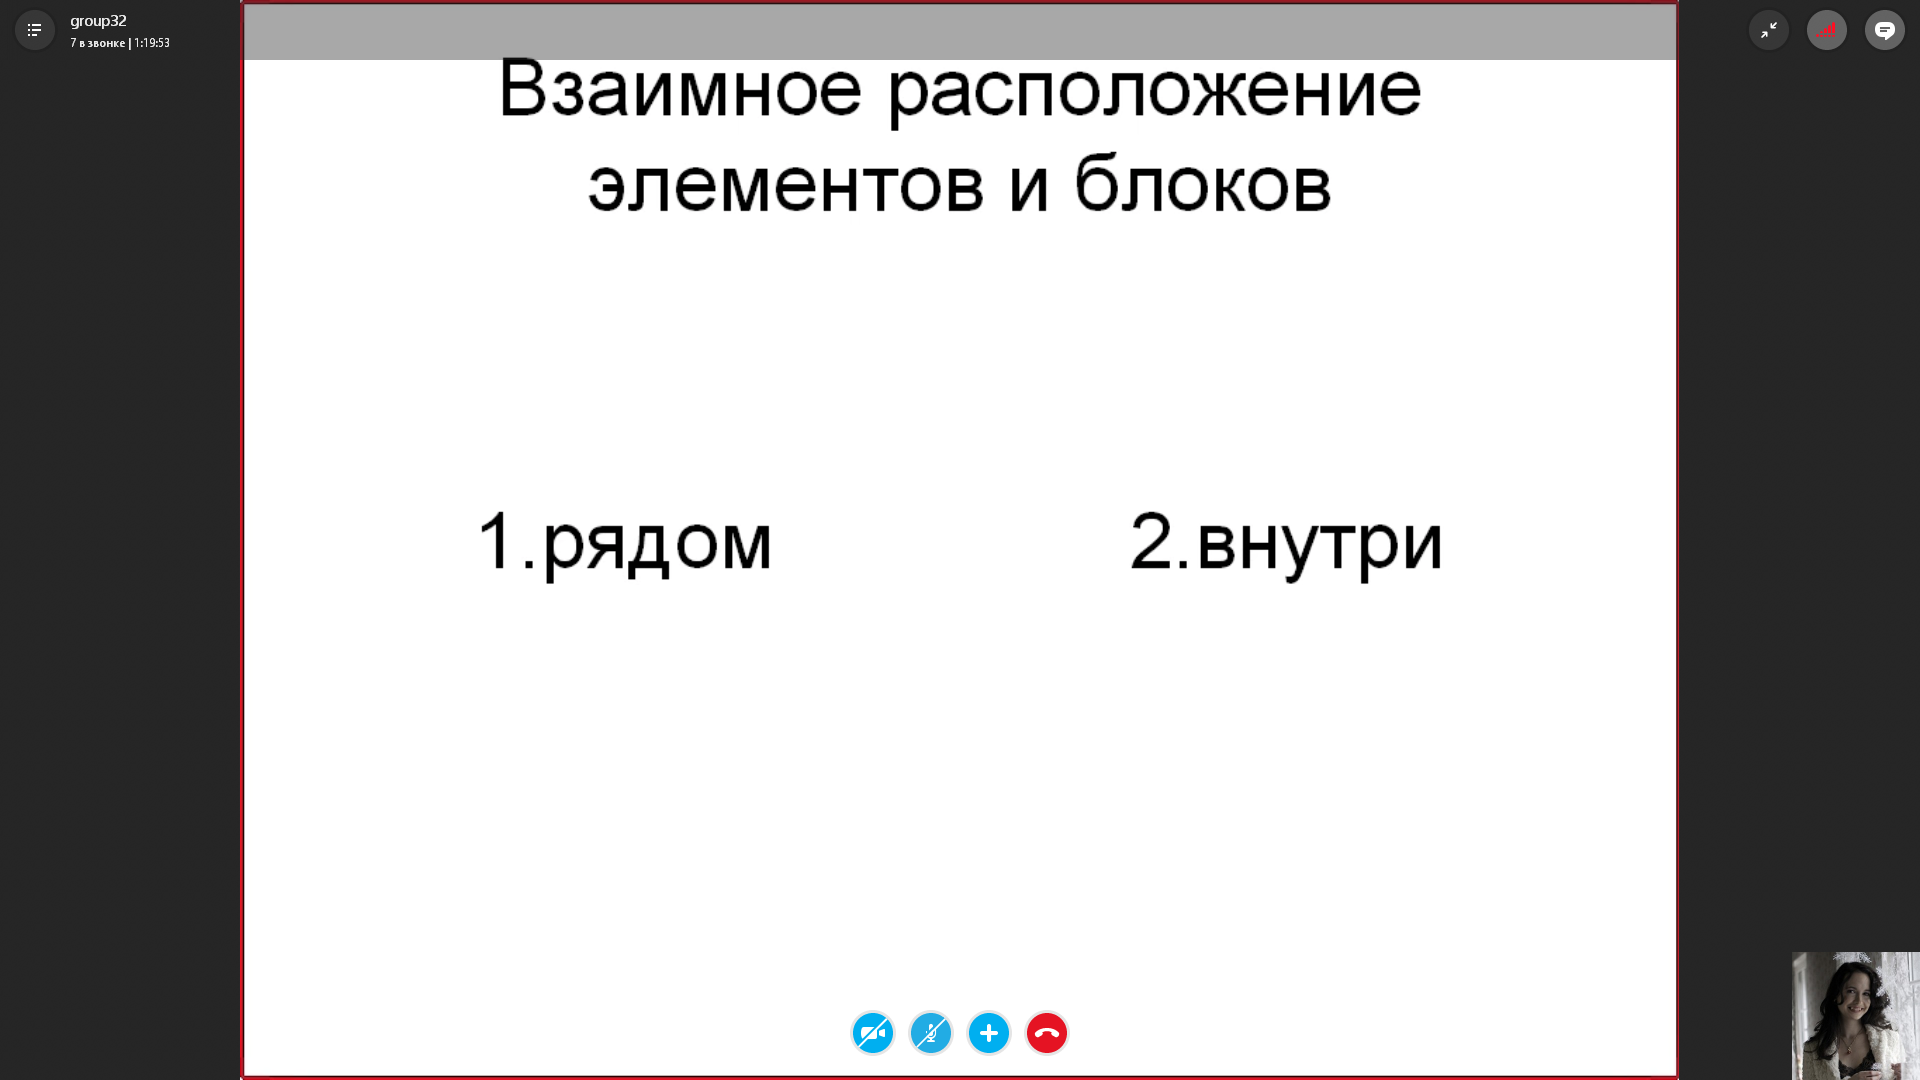 group32
7 в звонке | 1:19:53
Взаимное расположение
элементов и блоков
1.рядом
2.внутри